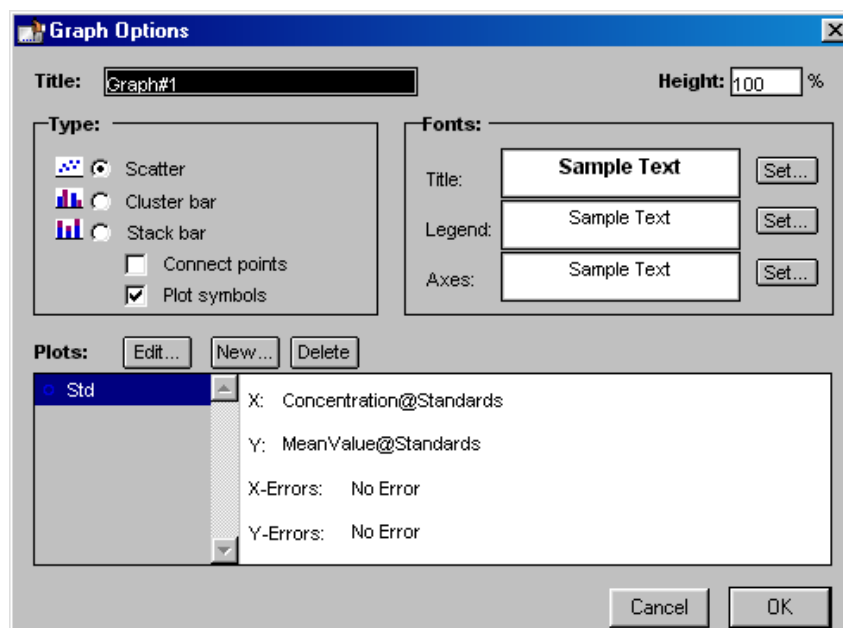 Graph Options
Title: Graph#1 Height: 100 %
Type:
Scatter
Cluster bar
Stack bar
Connect points
Plot symbols
Fonts:
Title: Sample Text Set...
Legend: Sample Text Set...
Axes: Sample Text Set...
Plots: Edit... New... Delete
Std
X: Concentration@Standards
Y: MeanValue@Standards
X-Errors: No Error
Y-Errors: No Error
Cancel OK